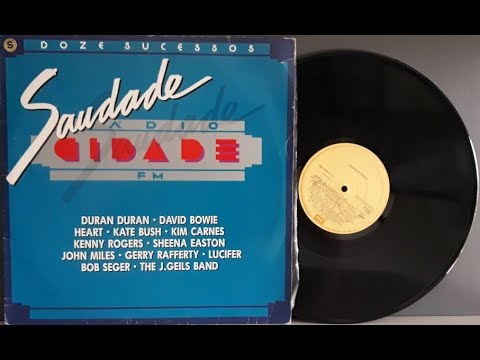 S
DOZE SUCESSOS
Saudade
RÁDIO
CIDADE
FM
DURAN DURAN · DAVID BOWIE
HEART · KATE BUSH · KIM CARNES
KENNY ROGERS · SHEENA EASTON
JOHN MILES · GERRY RAFFERTY · LUCIFER
BOB SEGER · THE J.GEILS BAND